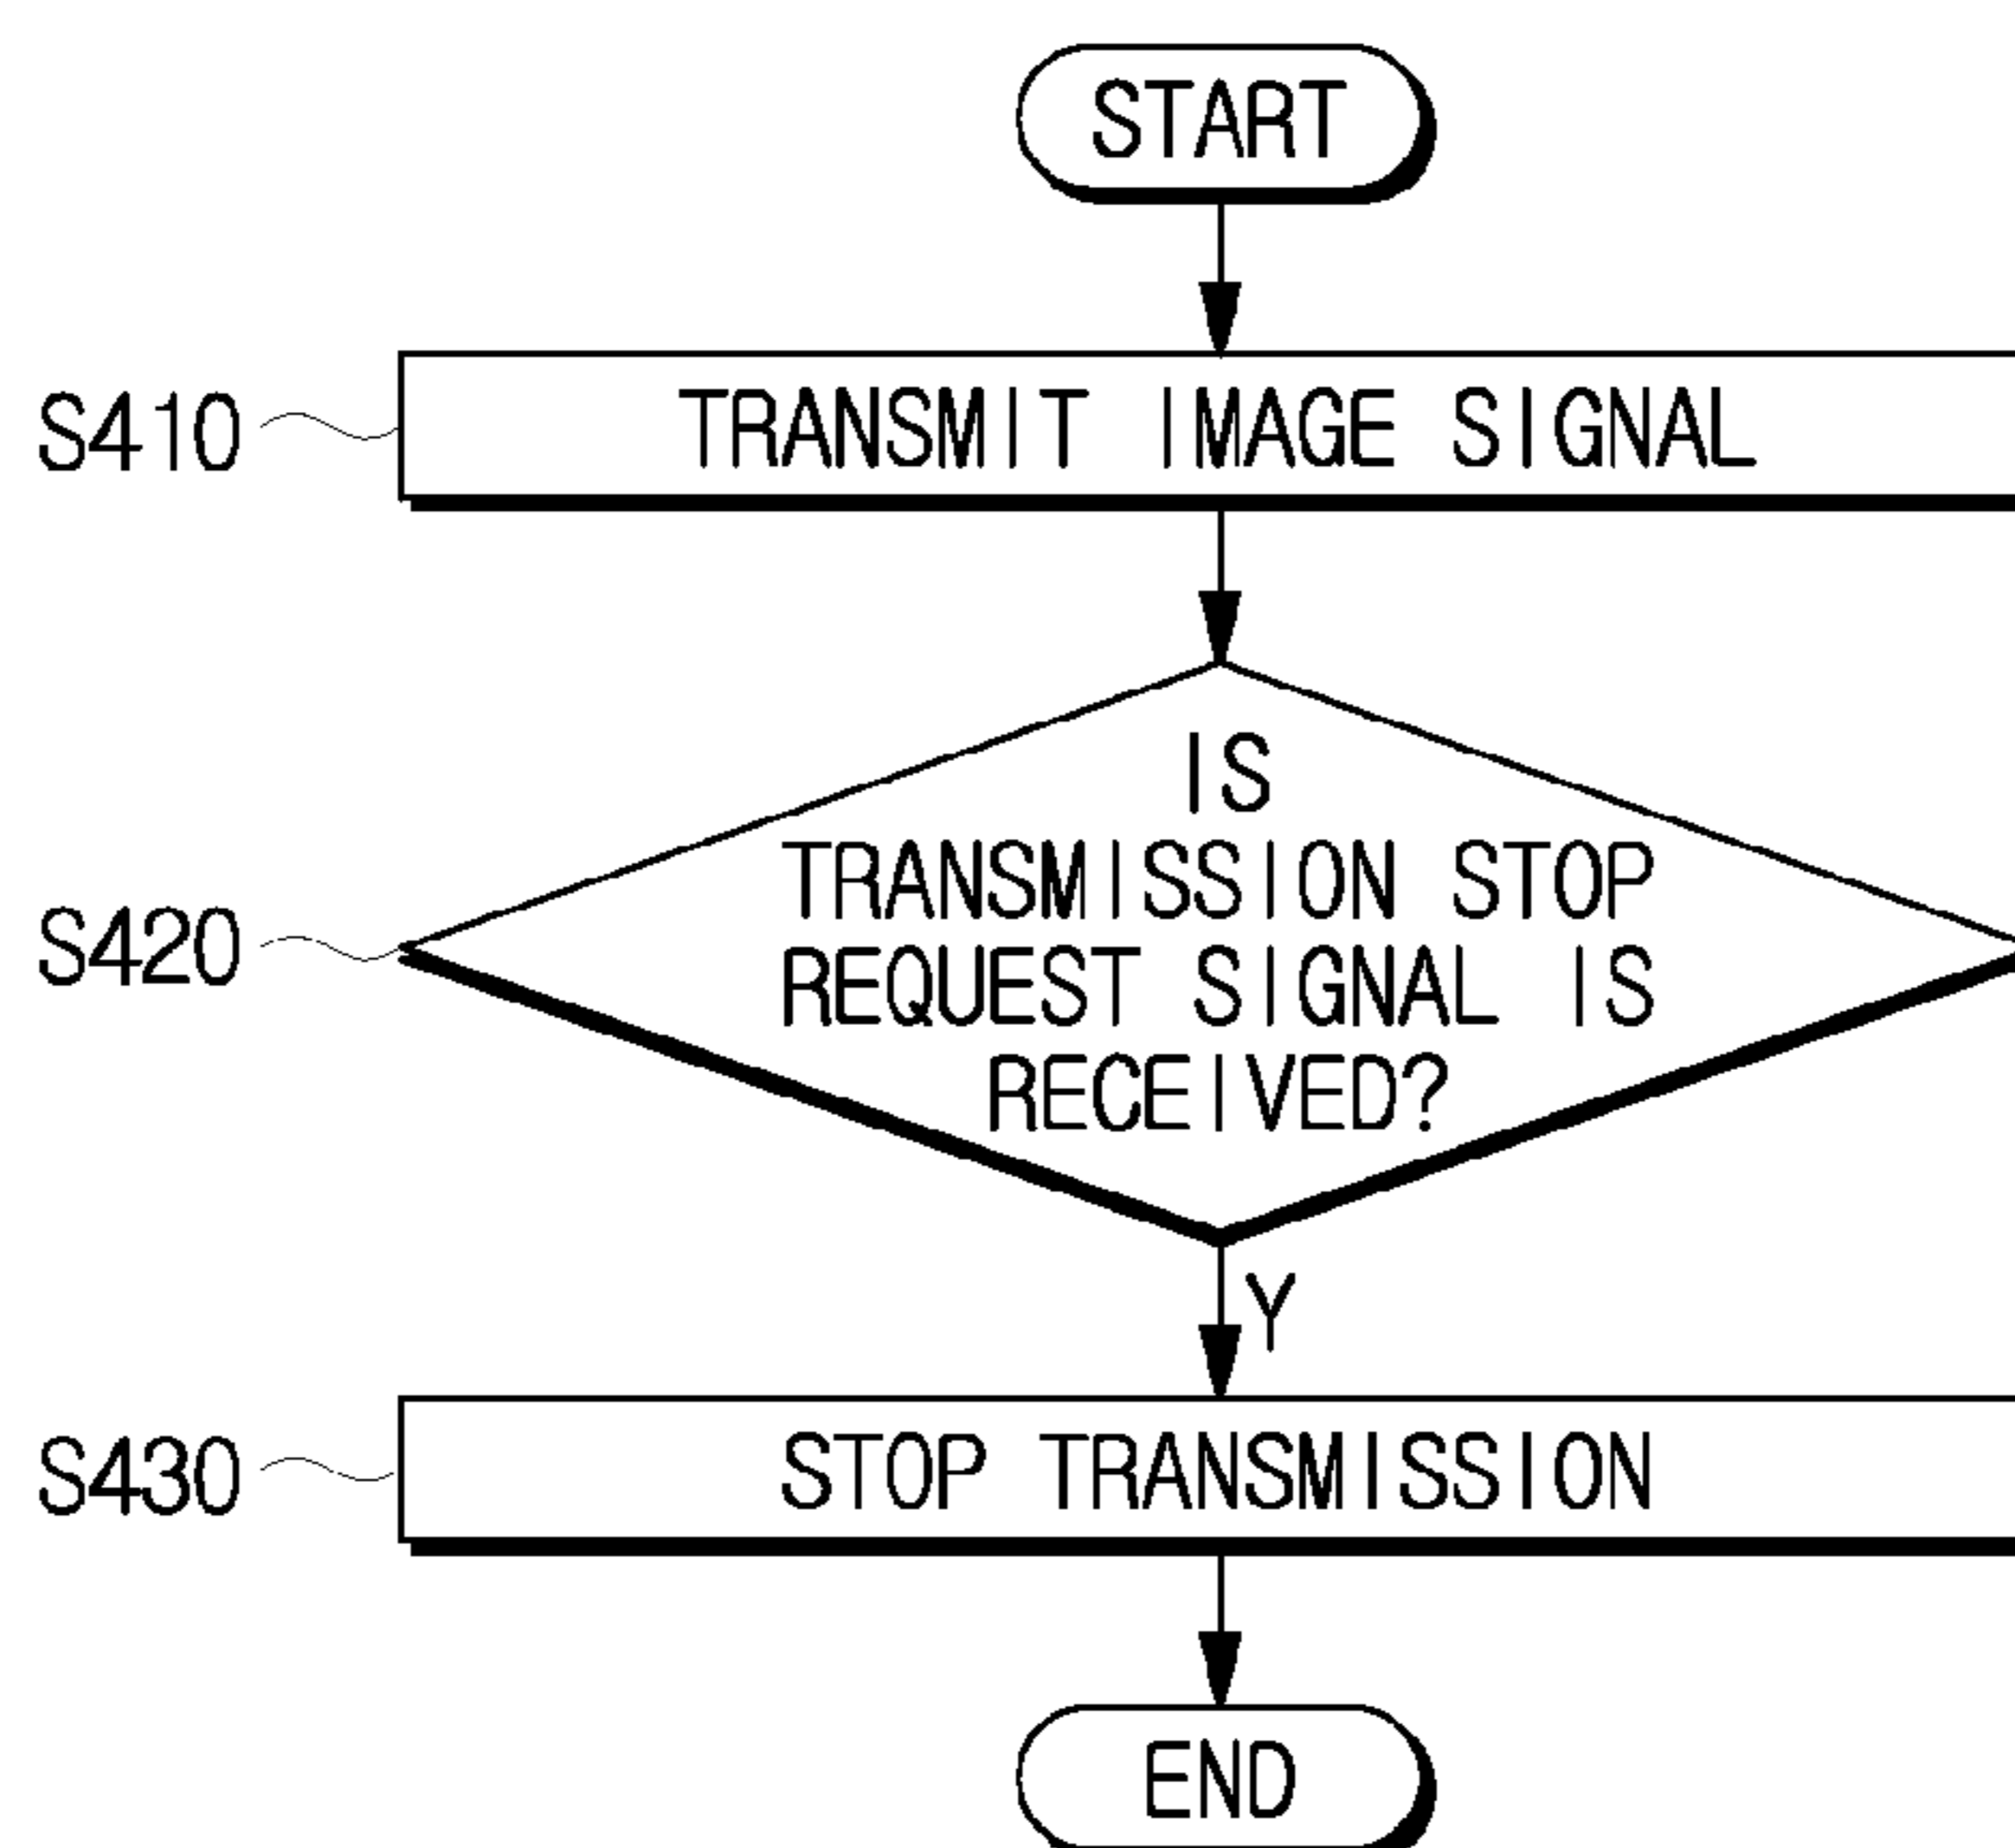 START
S410
TRANSMIT IMAGE SIGNAL
IS
TRANSMISSION STOP
S420
REQUEST SIGNAL IS
RECEIVED?
Y
S430
STOP TRANSMISSION
END